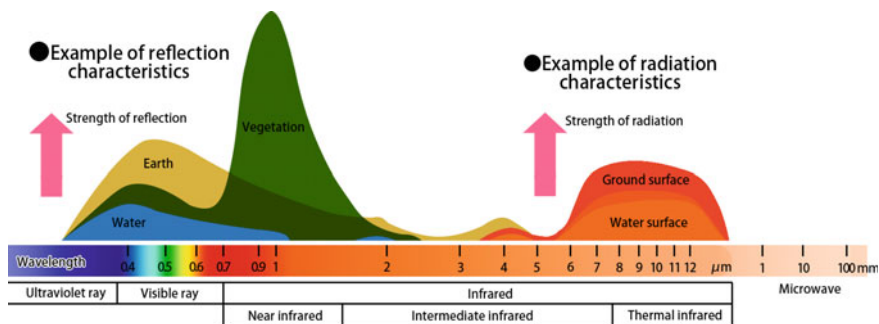 ●Example of reflection
characteristics
●Example of radiation
characteristics
Strength of reflection
Vegetation
Strength of radiation
Earth
Ground surface
Water
Water surface
Wavelength 0.4 0.5 0.6 0.7 0.9 1 2 3 4 5 6 7 8 9 10 11 12 μm 1 10 100 mm
Ultraviolet ray Visible ray Infrared Microwave
Near infrared Intermediate infrared Thermal infrared